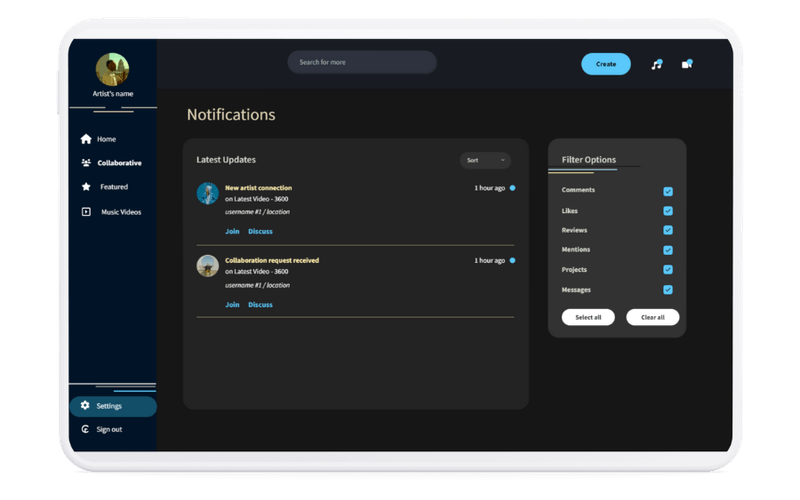 Artist's name
Home
Collaborative
Featured
Music Videos
Settings
Sign out
Search for more
Create
Notifications
Latest Updates
Sort
New artist connection
1 hour ago
on Latest Video - 3600
username #1 / location
Join Discuss
Collaboration request received
1 hour ago
on Latest Video - 3600
username #1 / location
Join Discuss
Filter Options
Comments
Likes
Reviews
Mentions
Projects
Messages
Select all Clear all